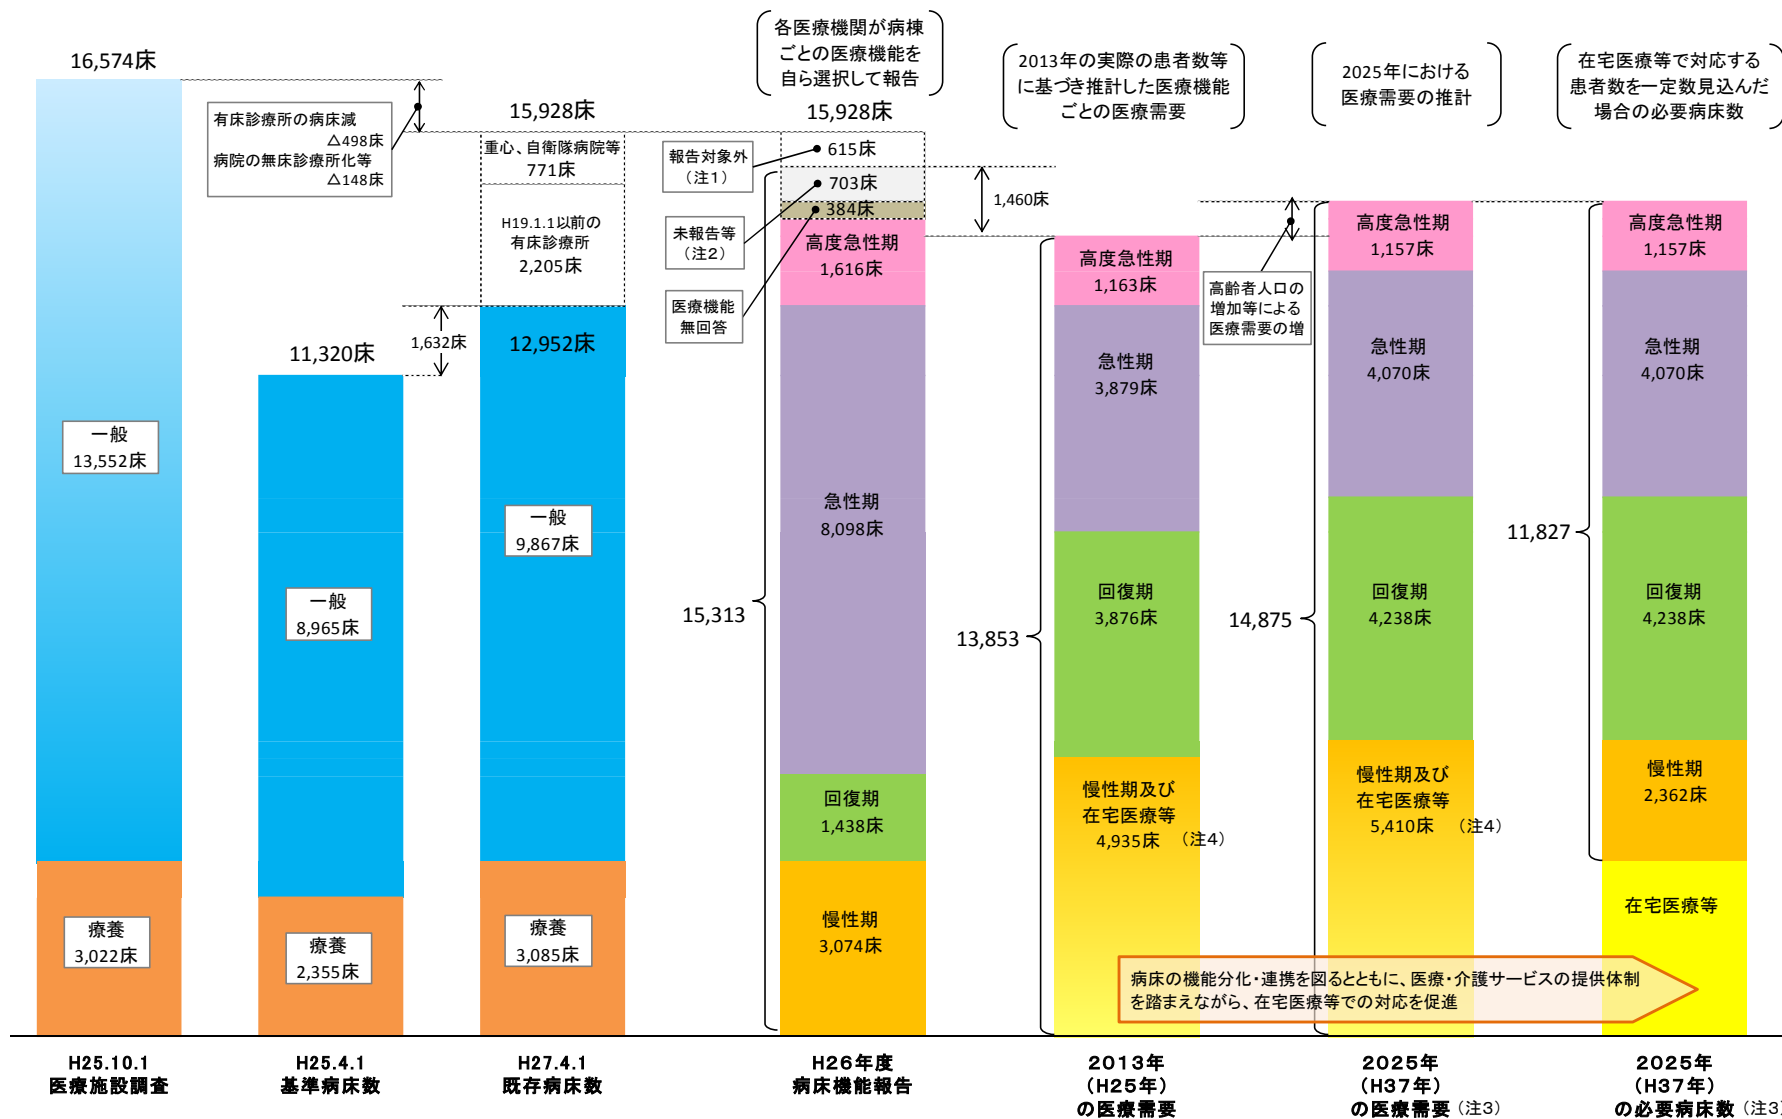 16,574床
有床診療所の病床減
△498床
病院の無床診療所化等
△148床
一般
13,552床
療養
3,022床
H25.10.1
医療施設調査
11,320床
一般
8,965床
療養
2,355床
H25.4.1
基準病床数
1,632床
15,928床
重心、自衛隊病院等
771床
H19.1.1以前の
有床診療所
2,205床
12,952床
一般
9,867床
療養
3,085床
H27.4.1
既存病床数
各医療機関が病棟
ごとの医療機能を
自ら選択して報告
15,928床
報告対象外
（注1）
615床
未報告等
（注2）
703床
医療機能
無回答
384床
高度急性期
1,616床
急性期
8,098床
回復期
1,438床
慢性期
3,074床
15,313
H26年度
病床機能報告
1,460床
2013年の実際の患者数等
に基づき推計した医療機能
ごとの医療需要
高度急性期
1,163床
急性期
3,879床
回復期
3,876床
慢性期及び
在宅医療等
4,935床 （注4）
13,853
2013年
（H25年）
の医療需要
高齢者人口の
増加等による
医療需要の増
2025年における
医療需要の推計
高度急性期
1,157床
急性期
4,070床
回復期
4,238床
慢性期及び
在宅医療等
5,410床 （注4）
14,875
2025年
（H37年）
の医療需要（注3）
在宅医療等で対応する
患者数を一定数見込んだ
場合の必要病床数
高度急性期
1,157床
急性期
4,070床
回復期
4,238床
慢性期
2,362床
在宅医療等
11,827
2025年
（H37年）
の必要病床数（注3）
病床の機能分化・連携を図るとともに、医療・介護サービスの提供体制
を踏まえながら、在宅医療等での対応を促進